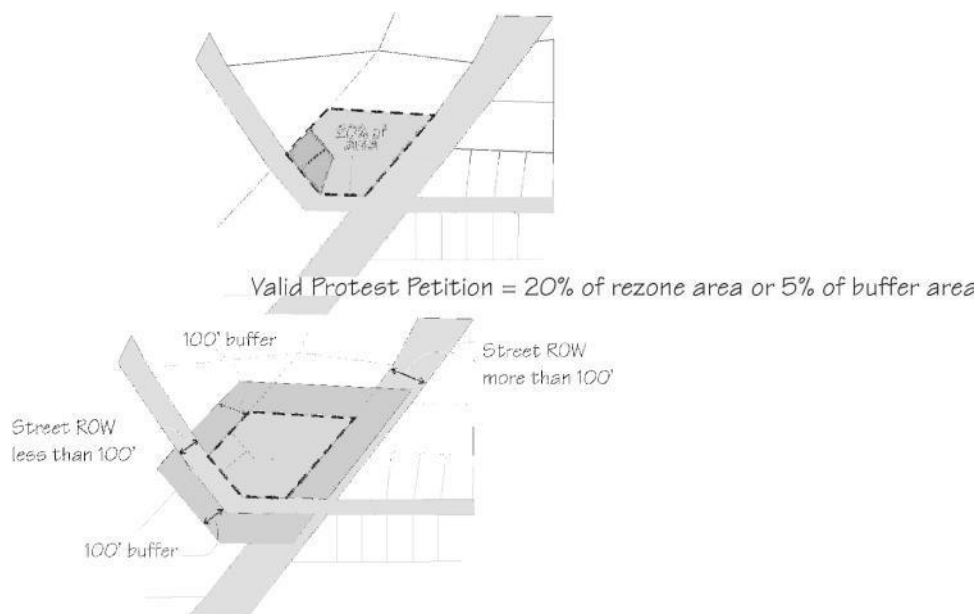 20% of
area
Valid Protest Petition = 20% of rezone area or 5% of buffer area
100' buffer
Street ROW
more than 100'
Street ROW
less than 100'
100' buffer